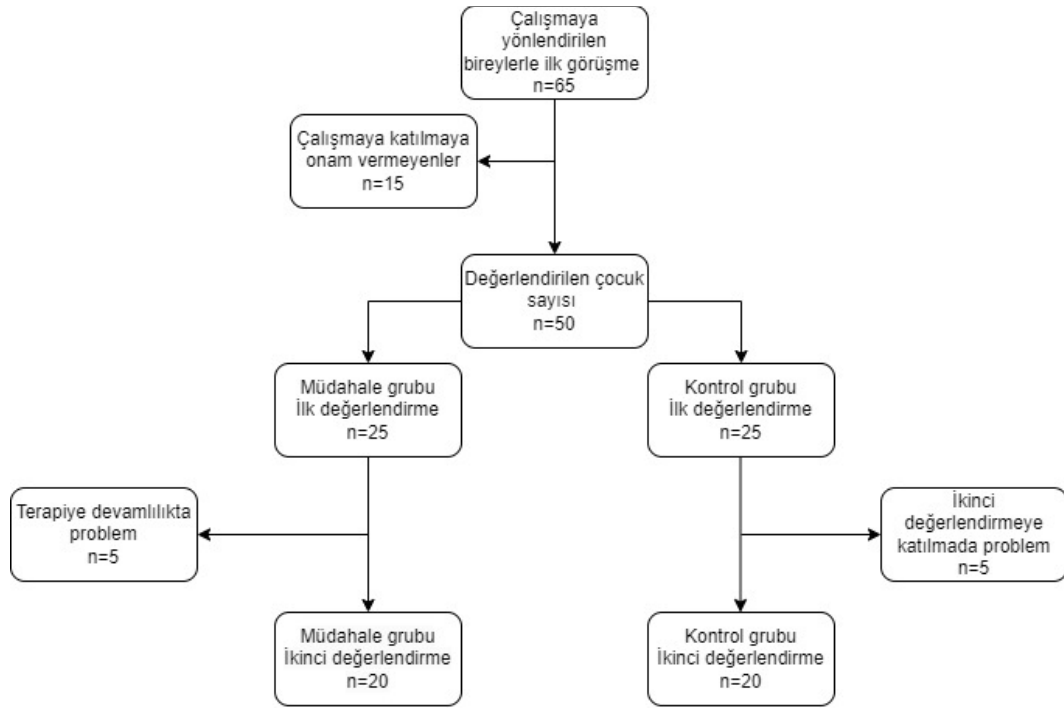 Çalışmaya
yönlendirilen
bireylerle ilk görüşme
n=65
Çalışmaya katılmaya
onam vermeyenler
n=15
Değerlendirilen çocuk
sayısı
n=50
Müdahale grubu
İlk değerlendirme
n=25
Kontrol grubu
İlk değerlendirme
n=25
Terapiye devamlılıkta
problem
n=5
İkinci
değerlendirmeye
katılmada problem
n=5
Müdahale grubu
İkinci değerlendirme
n=20
Kontrol grubu
İkinci değerlendirme
n=20